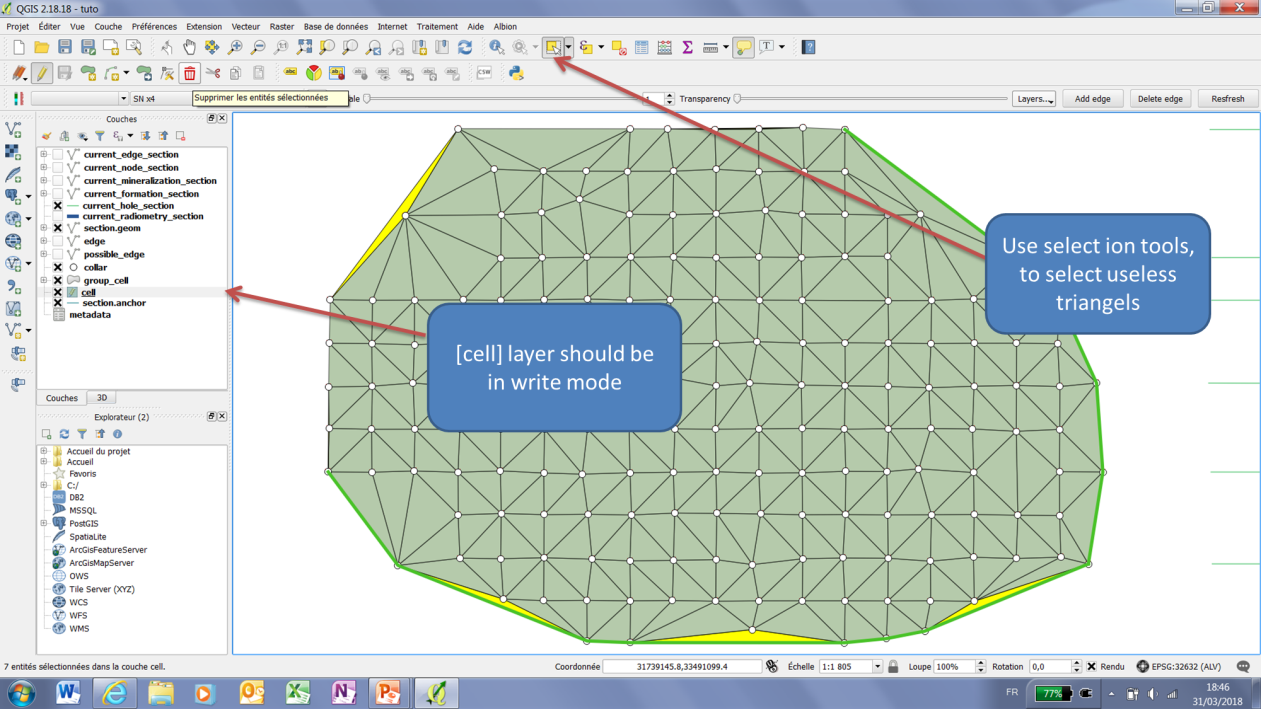 QGIS 2.18.18 - tuto
Projet Éditer Vue Couche Préférences Extension Vecteur Raster Base de données Internet Traitement Aide Albion
SN x4
Supprimer les entités sélectionnées
ale
1
Transparency
Layers...
Add edge
Delete edge
Resfresh
Couches
current_edge_section
current_node_section
current_mineralization_section
current_formation_section
current_hole_section
current_radiometry_section
section.geom
edge
possible_edge
collar
group_cell
cell
section.anchor
metadata
Couches 3D
Explorateur (2)
Accueil du projet
Accueil
Favoris
C:/
DB2
MSSQL
PostGIS
SpatiaLite
ArcGisFeatureServer
ArcGisMapServer
OWS
Tile Server (XYZ)
WCS
WFS
WMS
Use select ion tools,
to select useless
triangels
[cell] layer should be
in write mode
7 entités sélectionnées dans la couche cell.
Coordonnée 31739145.8,33491099.4 Échelle 1:1 805 Loupe 100% Rotation 0,0 Rendu EPSG:32632 (ALV)
FR 77% 18:46
31/03/2018